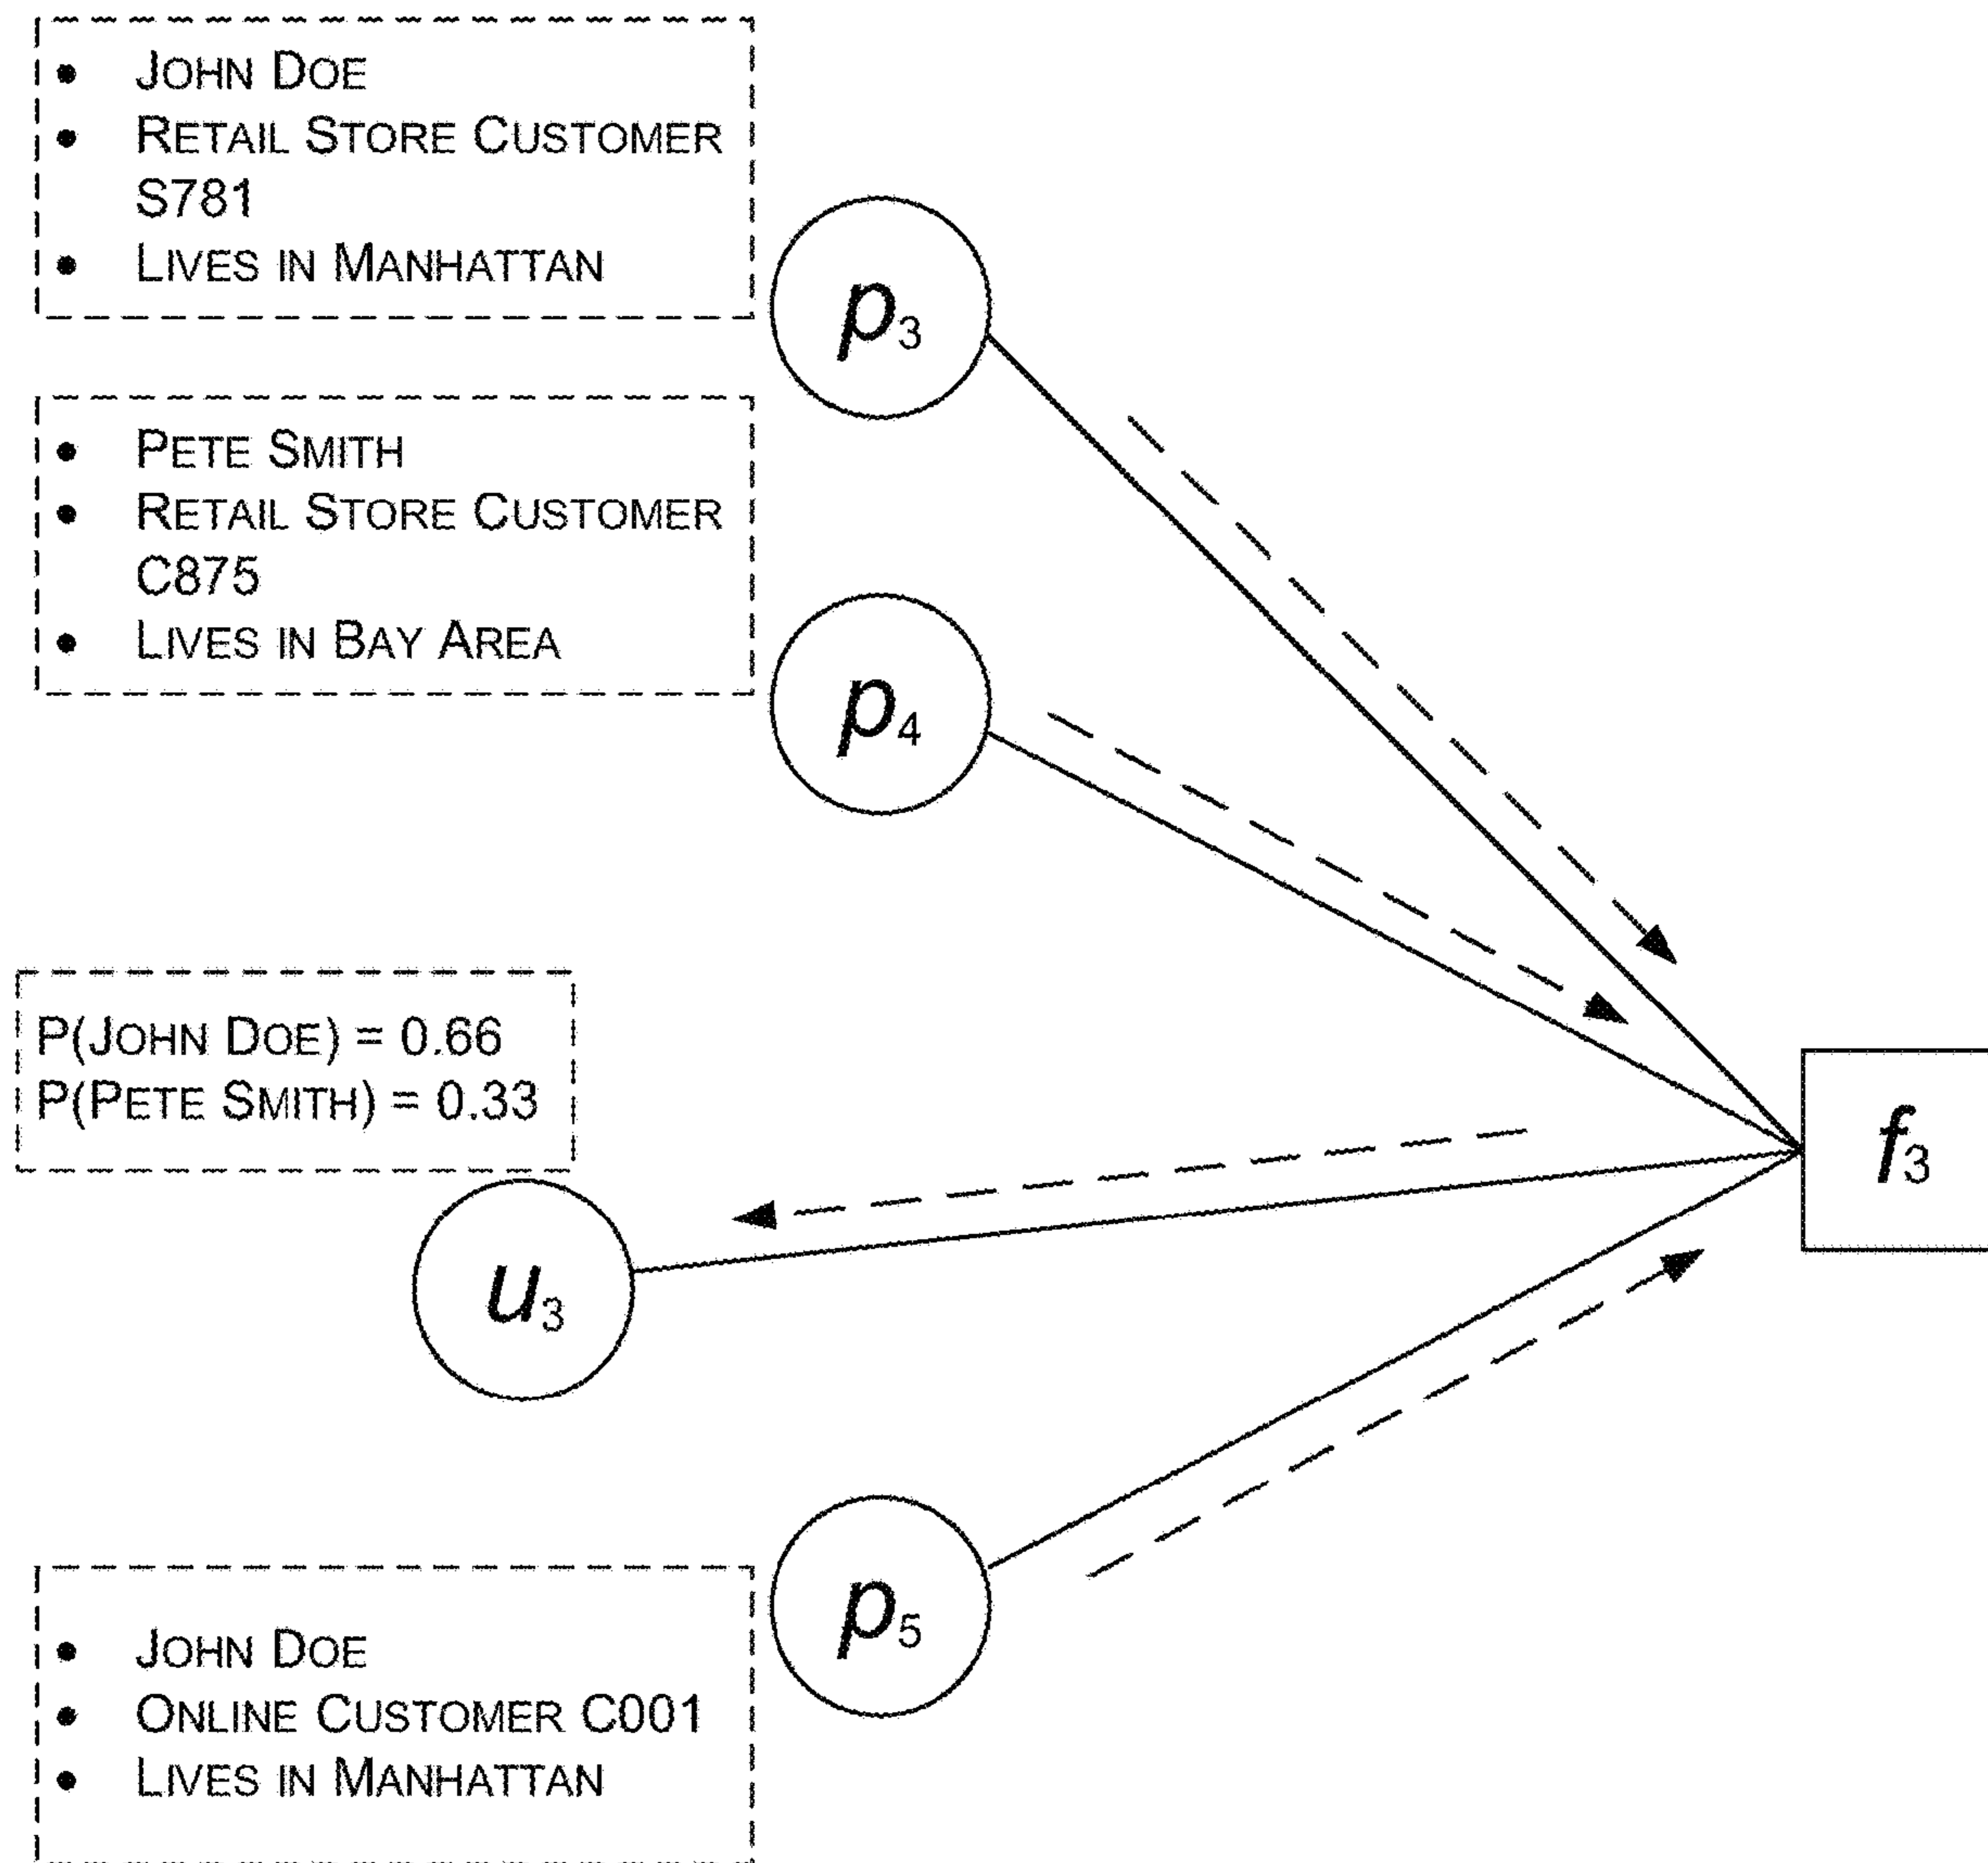 • JOHN DOE
• RETAIL STORE CUSTOMER
S781
• LIVES IN MANHATTAN
p3
• PETE SMITH
• RETAIL STORE CUSTOMER
C875
• LIVES IN BAY AREA
p4
P(JOHN DOE) = 0.66
P(PETE SMITH) = 0.33
f3
u3
p5
• JOHN DOE
• ONLINE CUSTOMER C001
• LIVES IN MANHATTAN